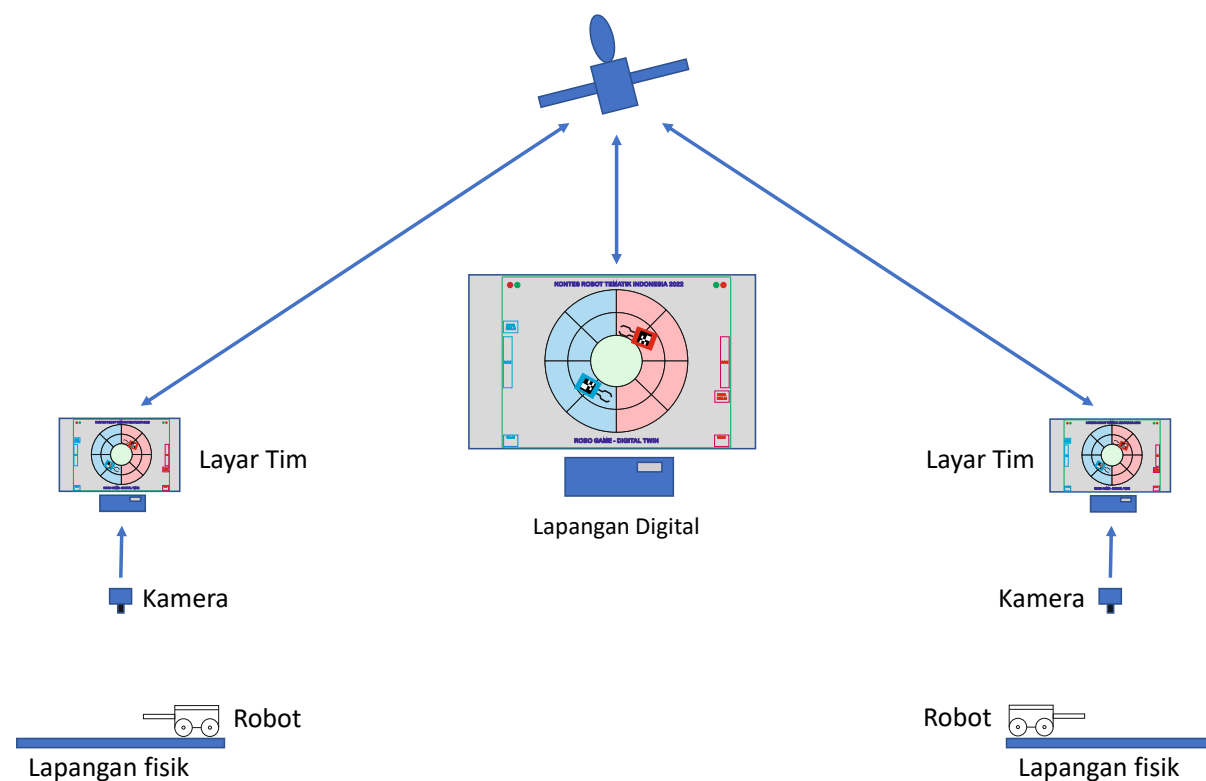 KONTES ROBOT TEMATIK INDONESIA 2022
ROBO GAME - DIGITAL TWIN
Layar Tim
Layar Tim
Lapangan Digital
Kamera
Kamera
Robot
Robot
Lapangan fisik
Lapangan fisik